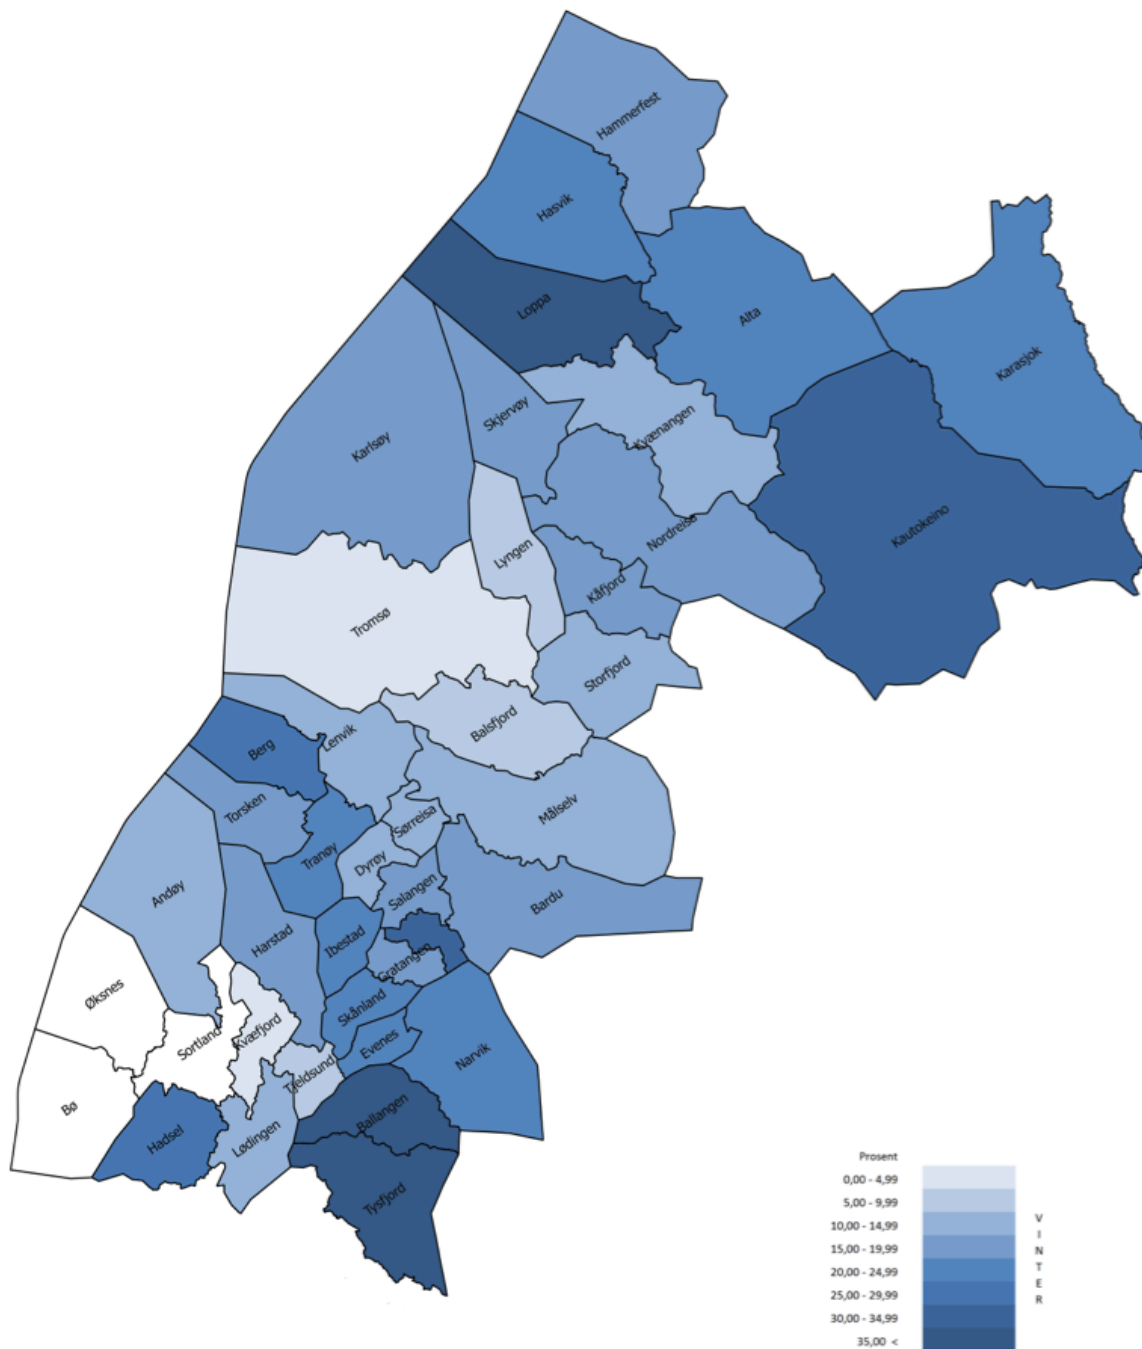 Hammerfest
Hasvik
Loppa
Alta
Karasjok
Karlsøy
Skjervøy
Kvænangen
Kautokeino
Nordreisa
Lyngen
Kåfjord
Tromsø
Storfjord
Balsfjord
Lenvik
Berg
Målselv
Torsken
Sørreisa
Tranøy
Dyrøy
Andøy
Salangen
Bardu
Harstad
Ibestad
Gratangen
Øksnes
Skånland
Sortland
Kvæfjord
Evenes
Narvik
Tjeldsund
Bø
Ballangen
Hadsel
Lødingen
Tysfjord
Prosent
0,00 - 4,99
5,00 - 9,99
10,00 - 14,99
15,00 - 19,99
20,00 - 24,99
25,00 - 29,99
30,00 - 34,99
35,00 <
V
I
N
T
E
R